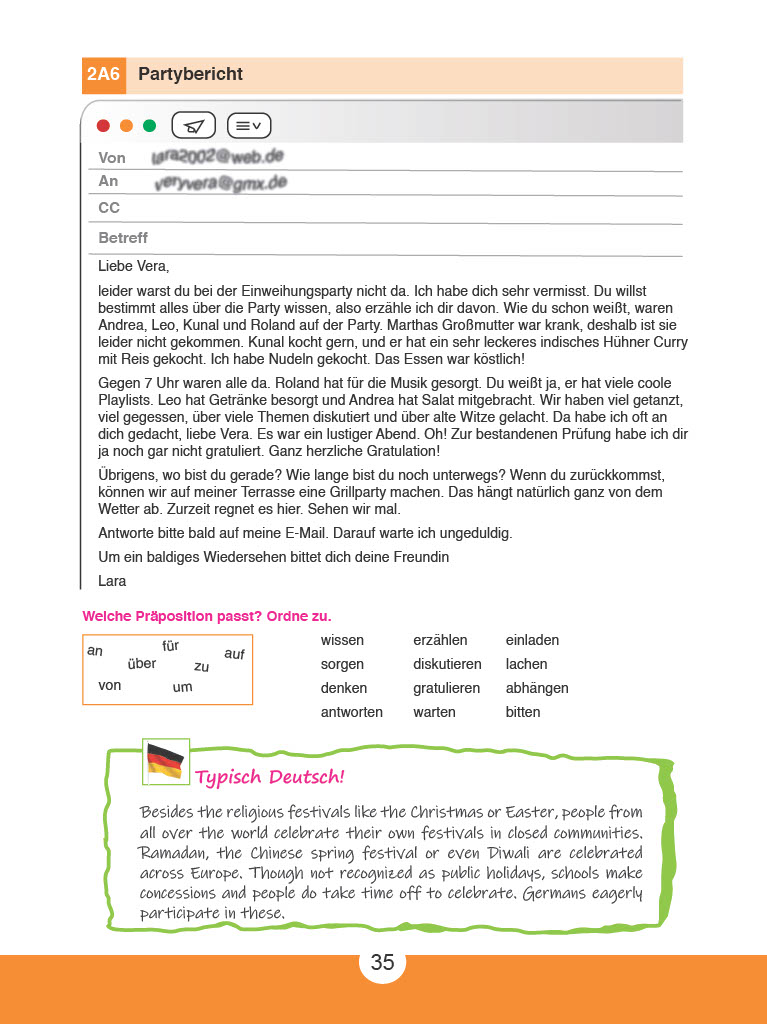 2A6 Partybericht
Von lara2002@web.de
An veryvera@gmx.de
CC
Betreff
Liebe Vera,
leider warst du bei der Einweihungsparty nicht da. Ich habe dich sehr vermisst. Du willst
bestimmt alles über die Party wissen, also erzähle ich dir davon. Wie du schon weißt, waren
Andrea, Leo, Kunal und Roland auf der Party. Marthas Großmutter war krank, deshalb ist sie
leider nicht gekommen. Kunal kocht gern, und er hat ein sehr leckeres indisches Hühner Curry
mit Reis gekocht. Ich habe Nudeln gekocht. Das Essen war köstlich!
Gegen 7 Uhr waren alle da. Roland hat für die Musik gesorgt. Du weißt ja, er hat viele coole
Playlists. Leo hat Getränke besorgt und Andrea hat Salat mitgebracht. Wir haben viel getanzt,
viel gegessen, über viele Themen diskutiert und über alte Witze gelacht. Da habe ich oft an
dich gedacht, liebe Vera. Es war ein lustiger Abend. Oh! Zur bestandenen Prüfung habe ich dir
ja noch gar nicht gratuliert. Ganz herzliche Gratulation!
Übrigens, wo bist du gerade? Wie lange bist du noch unterwegs? Wenn du zurückkommst,
können wir auf meiner Terrasse eine Grillparty machen. Das hängt natürlich ganz von dem
Wetter ab. Zurzeit regnet es hier. Sehen wir mal.
Antworte bitte bald auf meine E-Mail. Darauf warte ich ungeduldig.
Um ein baldiges Wiedersehen bittet dich deine Freundin
Lara
Welche Präposition passt? Ordne zu.
an für auf
über zu
von um
wissen erzählen einladen
sorgen diskutieren lachen
denken gratulieren abhängen
antworten warten bitten
Typisch Deutsch!
Besides the religious festivals like the Christmas or Easter, people from
all over the world celebrate their own festivals in closed communities.
Ramadan, the Chinese spring festival or even Diwali are celebrated
across Europe. Though not recognized as public holidays, schools make
concessions and people do take time off to celebrate. Germans eagerly
participate in these.
35